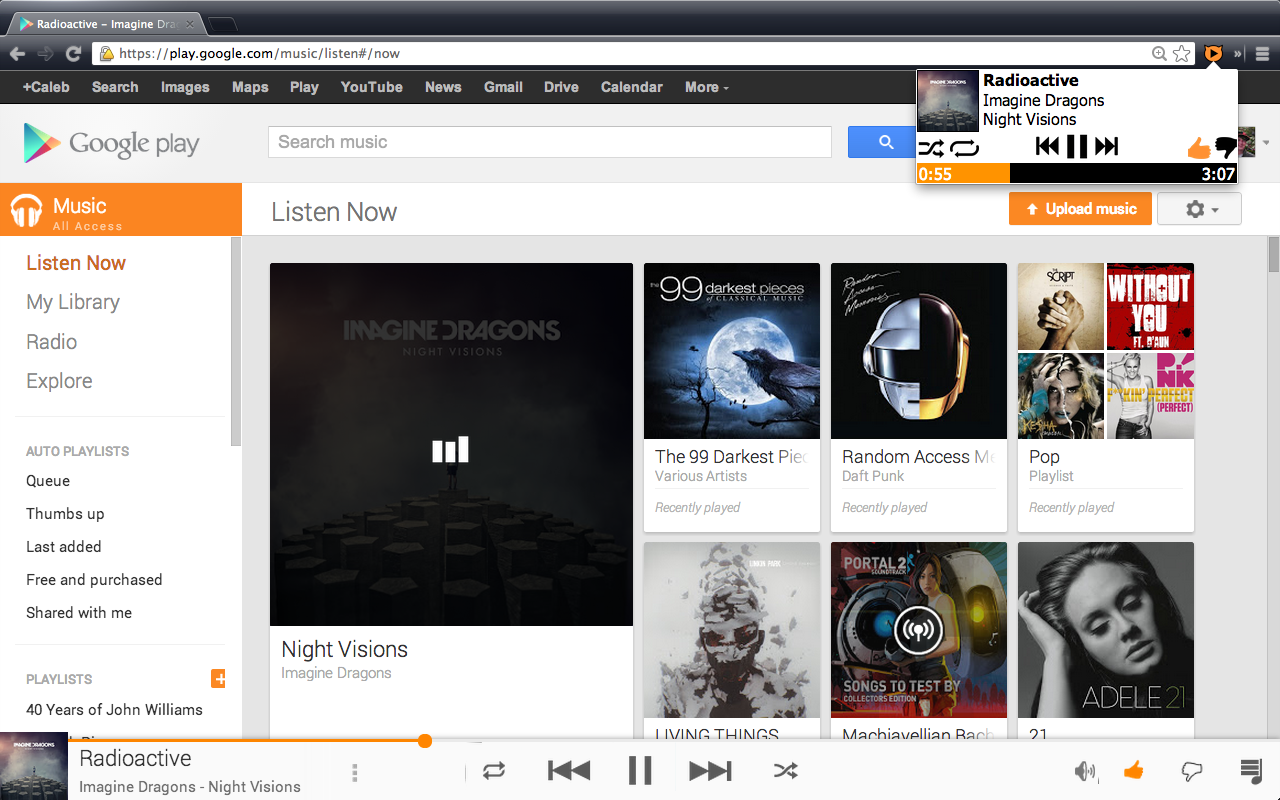 Radioactive – Imagine Drag
https://play.google.com/music/listen#/now
»
+Caleb Search Images Maps Play YouTube News Gmail Drive Calendar More
Radioactive
Imagine Dragons
Night Visions
0:55 3:07
Google play
Search music
Music
All Access
Listen Now
Upload music
Listen Now
My Library
Radio
Explore
AUTO PLAYLISTS
Queue
Thumbs up
Last added
Free and purchased
Shared with me
PLAYLISTS
40 Years of John Williams
IMAGINE DRAGONS
NIGHT VISIONS
Night Visions
Imagine Dragons
the 99 darkest pieces
of CLASSICAL MUSIC
The 99 Darkest Piec
Various Artists
Recently played
Random
Access
Memories
Random Access Me
Daft Punk
Recently played
THE SCRIPT
WITHOUT
YOU
FT. D'AUN
KE$HA
P!NK
F**KIN' PERFECT
(PERFECT)
Pop
Playlist
Recently played
LINKIN PARK
LIVING THINGS
PORTAL 2
SOUNDTRACK
SONGS TO TEST BY
COLLECTORS EDITION
Machiavellian Bach
ADELE 21
21
IMAGINE DRAGONS
Radioactive
Imagine Dragons - Night Visions